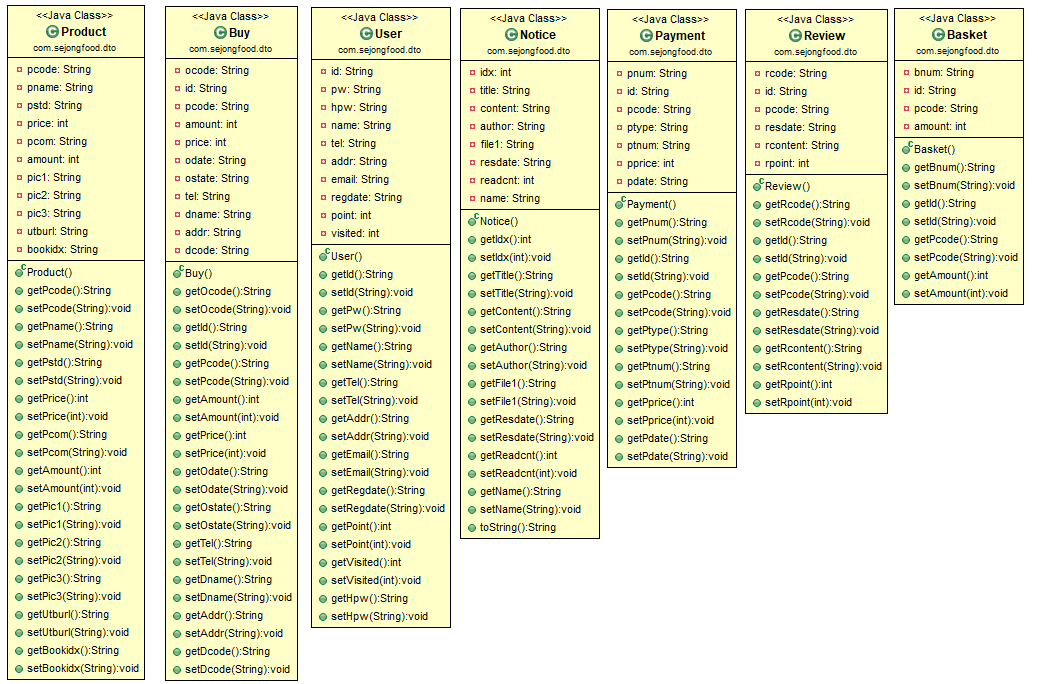 <<Java Class>>
Product
com.sejongfood.dto
pcode: String
pname: String
pstd: String
price: int
pcom: String
amount: int
pic1: String
pic2: String
pic3: String
utburl: String
bookidx: String
Product()
getPcode():String
setPcode(String):void
getPname():String
setPname(String):void
getPstd():String
setPstd(String):void
getPrice():int
setPrice(int):void
getPcom():String
setPcom(String):void
getAmount():int
setAmount(int):void
getPic1():String
setPic1(String):void
getPic2():String
setPic2(String):void
getPic3():String
setPic3(String):void
getUtburl():String
setUtburl(String):void
getBookidx():String
setBookidx(String):void
<<Java Class>>
Buy
com.sejongfood.dto
ocode: String
id: String
pcode: String
amount: int
price: int
odate: String
ostate: String
tel: String
dname: String
addr: String
dcode: String
Buy()
getOcode():String
setOcode(String):void
getId():String
setId(String):void
getPcode():String
setPcode(String):void
getAmount():int
setAmount(int):void
getPrice():int
setPrice(int):void
getOdate():String
setOdate(String):void
getOstate():String
setOstate(String):void
getTel():String
setTel(String):void
getDname():String
setDname(String):void
getAddr():String
setAddr(String):void
getDcode():String
setDcode(String):void
<<Java Class>>
User
com.sejongfood.dto
id: String
pw: String
hpw: String
name: String
tel: String
addr: String
email: String
regdate: String
point: int
visited: int
User()
getId():String
setId(String):void
getPw():String
setPw(String):void
getName():String
setName(String):void
getTel():String
setTel(String):void
getAddr():String
setAddr(String):void
getEmail():String
setEmail(String):void
getRegdate():String
setRegdate(String):void
getPoint():int
setPoint(int):void
getVisited():int
setVisited(int):void
getHpw():String
setHpw(String):void
<<Java Class>>
Notice
com.sejongfood.dto
idx: int
title: String
content: String
author: String
file1: String
resdate: String
readcnt: int
name: String
Notice()
getIdx():int
setIdx(int):void
getTitle():String
setTitle(String):void
getContent():String
setContent(String):void
getAuthor():String
setAuthor(String):void
getFile1():String
setFile1(String):void
getResdate():String
setResdate(String):void
getReadcnt():int
setReadcnt(int):void
getName():String
setName(String):void
toString():String
<<Java Class>>
Payment
com.sejongfood.dto
pnum: String
id: String
pcode: String
ptype: String
ptnum: String
pprice: int
pdate: String
Payment()
getPnum():String
setPnum(String):void
getId():String
setId(String):void
getPcode():String
setPcode(String):void
getPtype():String
setPtype(String):void
getPtnum():String
setPtnum(String):void
getPprice():int
setPprice(int):void
getPdate():String
setPdate(String):void
<<Java Class>>
Review
com.sejongfood.dto
rcode: String
id: String
pcode: String
resdate: String
rcontent: String
rpoint: int
Review()
getRcode():String
setRcode(String):void
getId():String
setId(String):void
getPcode():String
setPcode(String):void
getResdate():String
setResdate(String):void
getRcontent():String
setRcontent(String):void
getRpoint():int
setRpoint(int):void
<<Java Class>>
Basket
com.sejongfood.dto
bnum: String
id: String
pcode: String
amount: int
Basket()
getBnum():String
setBnum(String):void
getId():String
setId(String):void
getPcode():String
setPcode(String):void
getAmount():int
setAmount(int):void